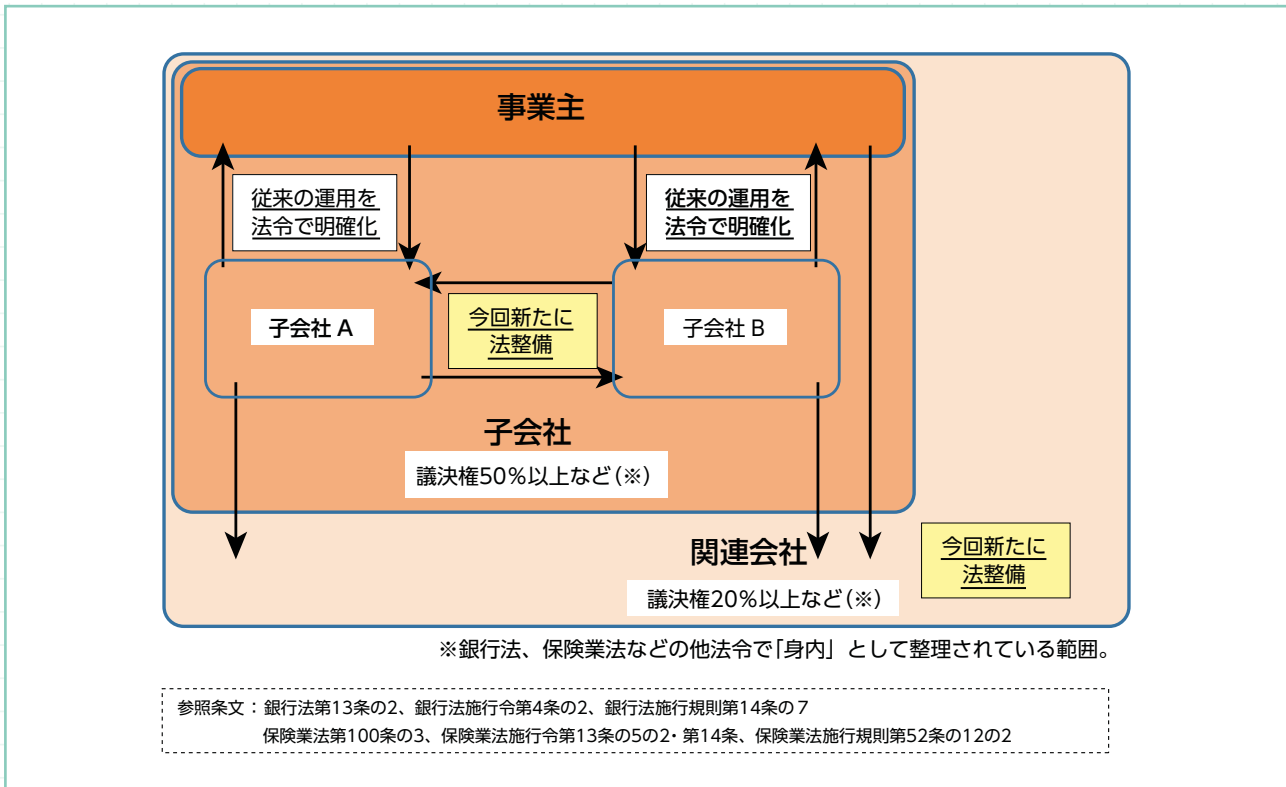 事業主
従来の運用を
法令で明確化
従来の運用を
法令で明確化
子会社 A
今回新たに
法整備
子会社 B
子会社
議決権50％以上など(※)
関連会社
議決権20％以上など(※)
今回新たに
法整備
※銀行法、保険業法などの他法令で「身内」として整理されている範囲。
参照条文：銀行法第13条の2、銀行法施行令第4条の2、銀行法施行規則第14条の7
保険業法第100条の3、保険業法施行令第13条の5の2・第14条、保険業法施行規則第52条の12の2